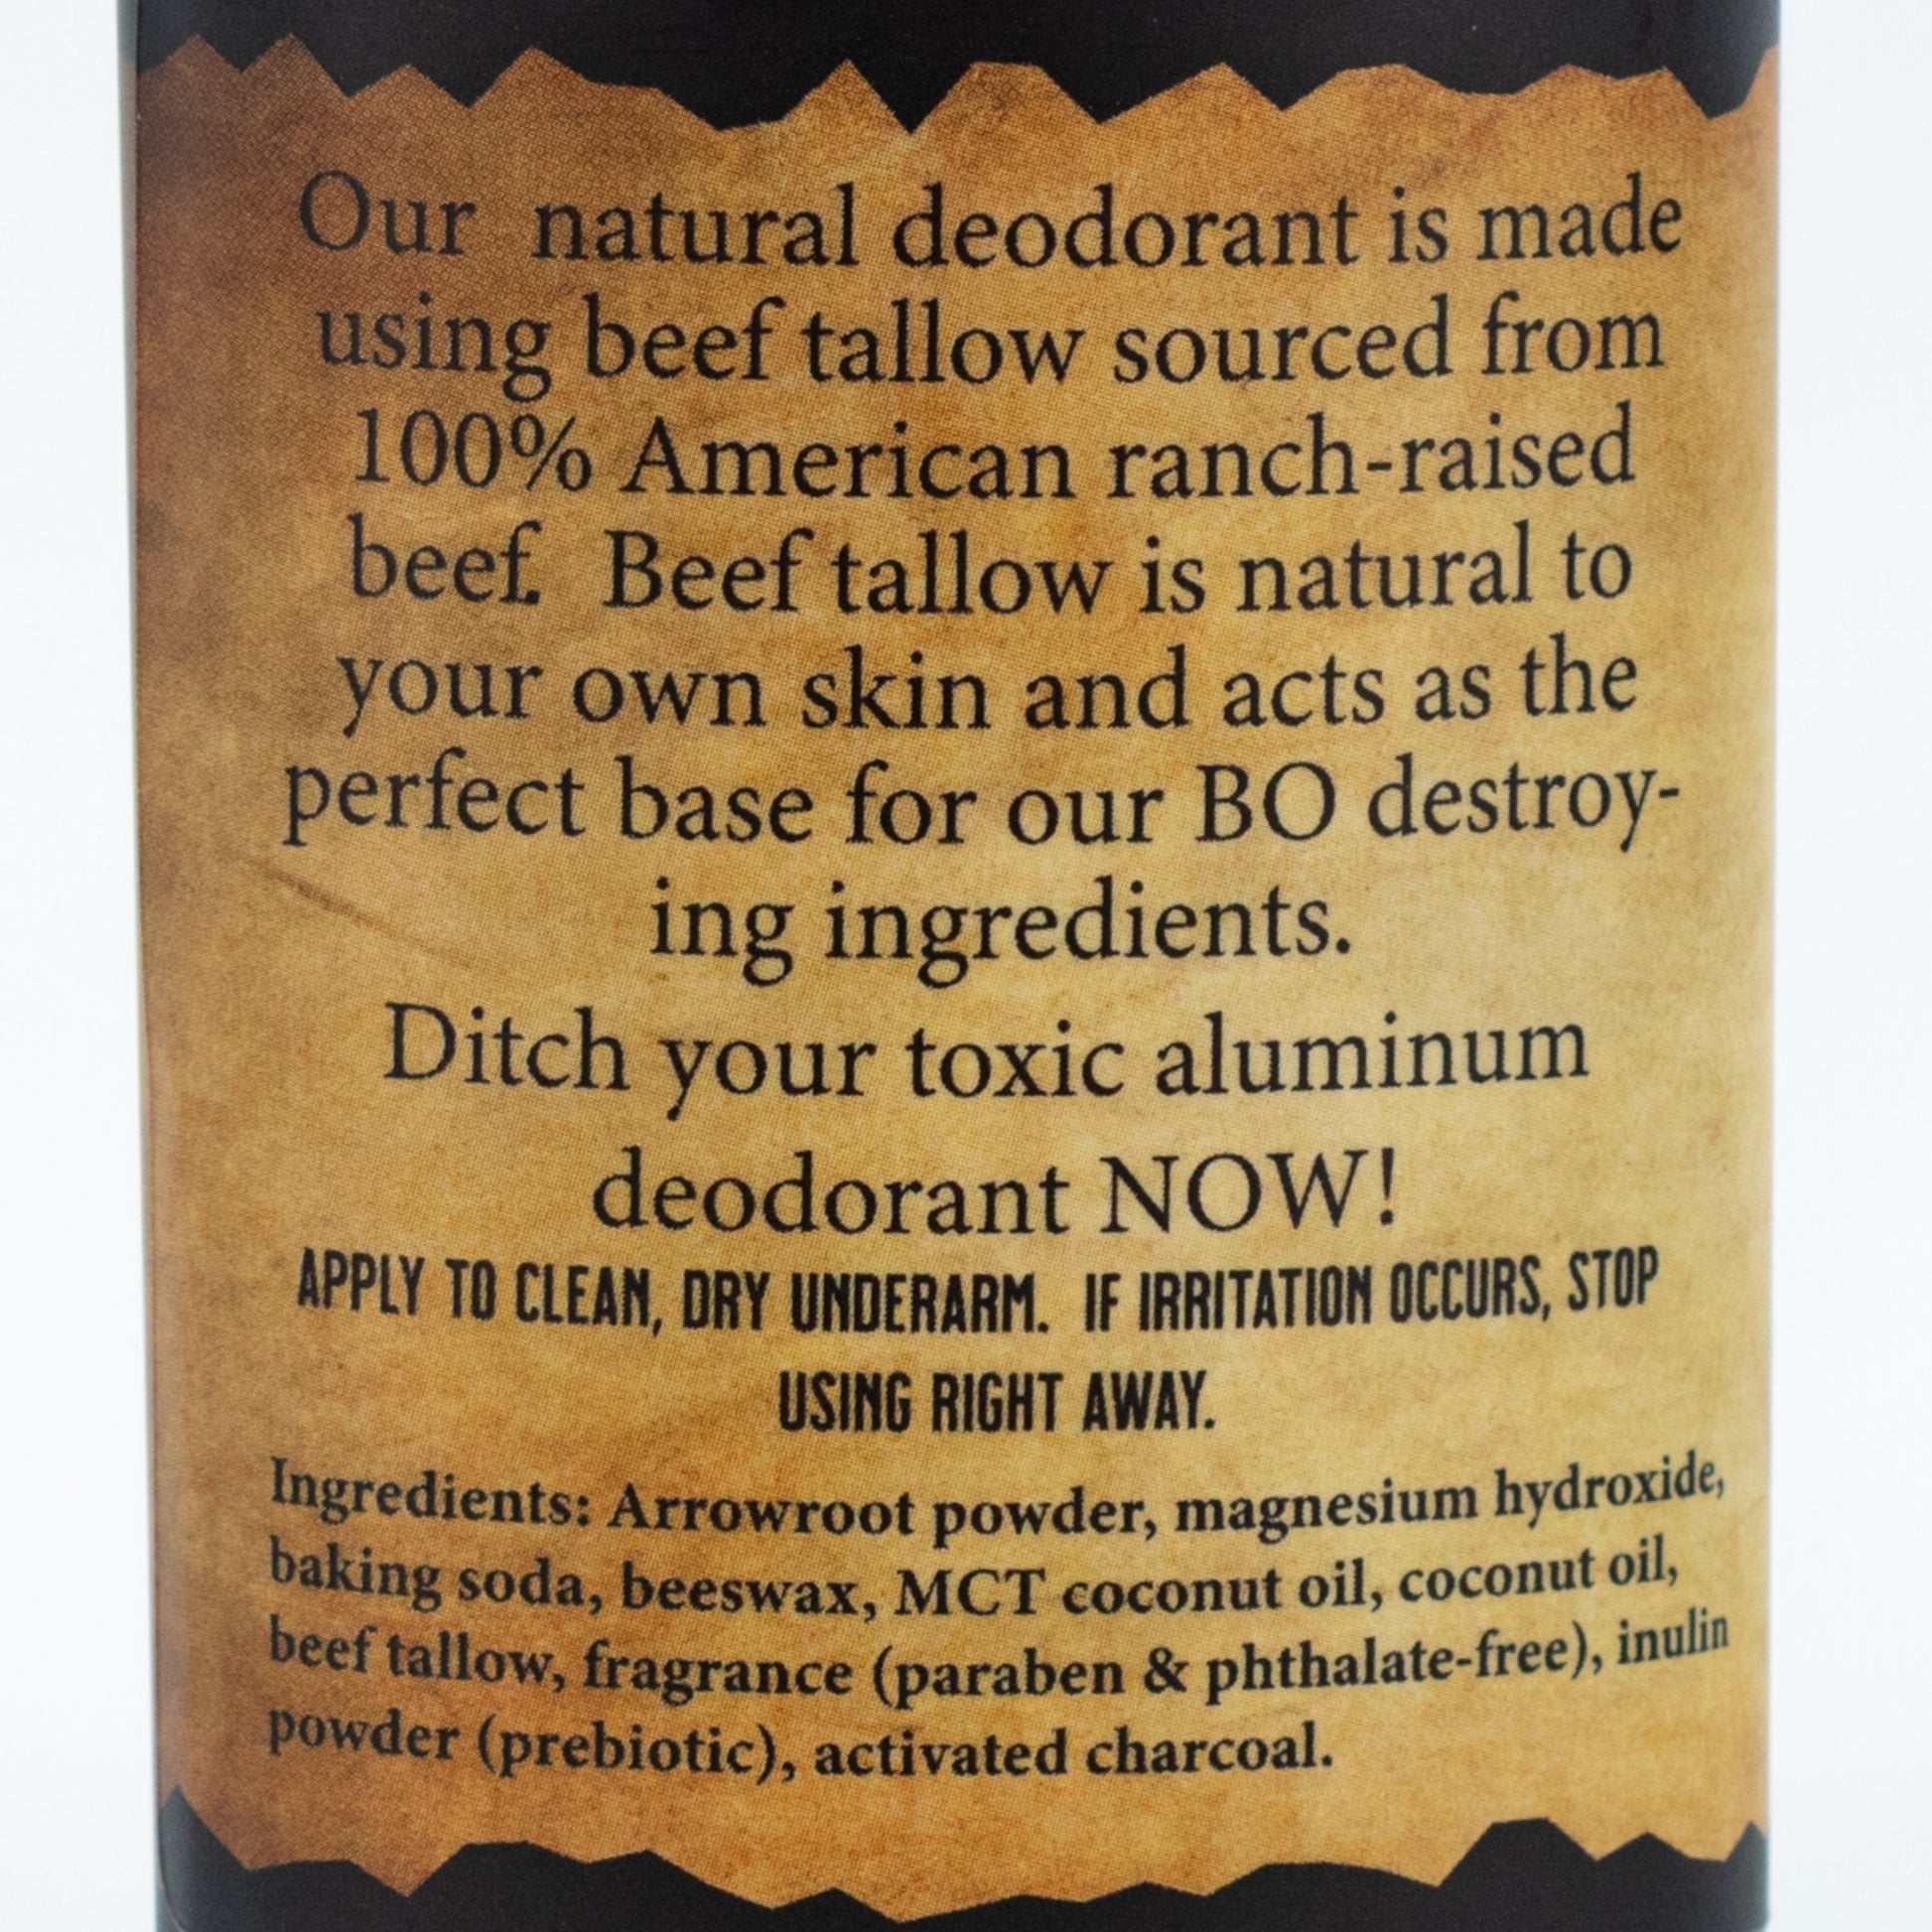 Our natural deodorant is made
using beef tallow sourced from
100% American ranch-raised
beef. Beef tallow is natural to
your own skin and acts as the
perfect base for our BO destroy-
ing ingredients.
Ditch your toxic aluminum
deodorant NOW!
APPLY TO CLEAN, DRY UNDERARM. IF IRRITATION OCCURS, STOP
USING RIGHT AWAY.
Ingredients: Arrowroot powder, magnesium hydroxide,
baking soda, beeswax, MCT coconut oil, coconut oil,
beef tallow, fragrance (paraben & phthalate-free), inulin
powder (prebiotic), activated charcoal.